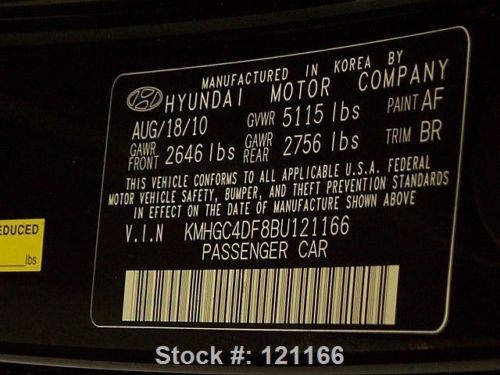 MANUFACTURED IN KOREA BY
HYUNDAI MOTOR COMPANY
AUG/18/10 GVWR 5115 lbs PAINT AF
GAWR FRONT 2646 lbs GAWR REAR 2756 lbs TRIM BR
THIS VEHICLE CONFORMS TO ALL APPLICABLE U.S.A. FEDERAL
MOTOR VEHICLE SAFETY, BUMPER, AND THEFT PREVENTION STANDARDS
IN EFFECT ON THE DATE OF MANUFACTURE SHOWN ABOVE
V.I.N KMHGC4DF8BU121166
PASSENGER CAR
EDUCED
lbs
Stock #: 121166